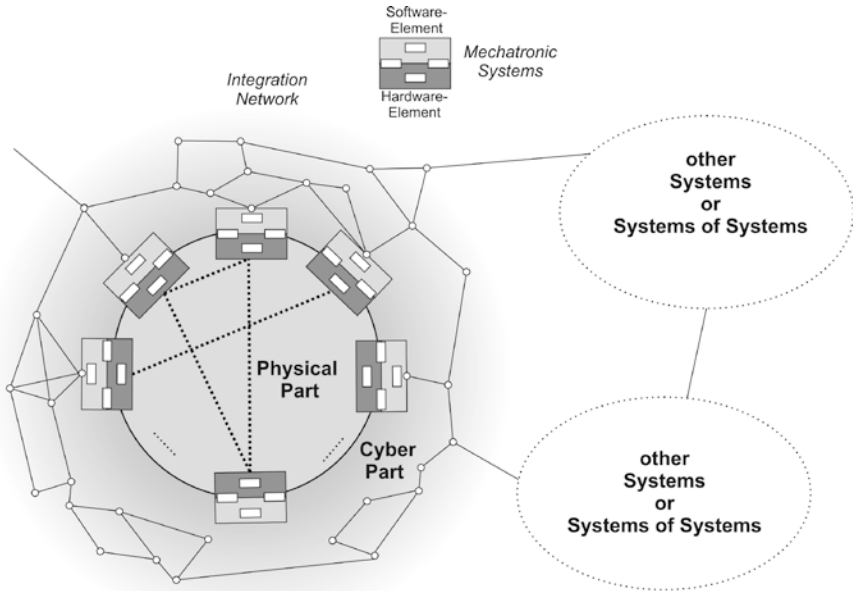 Software-
Element
Mechatronic
Systems
Hardware-
Element
Integration
Network
other
Systems
or
Systems of Systems
Physical
Part
Cyber
Part
other
Systems
or
Systems of Systems